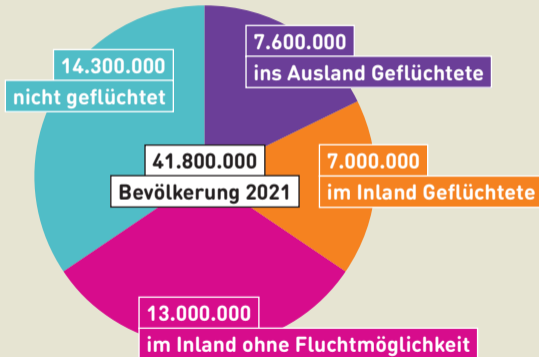 7.600.000
ins Ausland Geflüchtete
14.300.000
nicht geflüchtet
41.800.000
Bevölkerung 2021
7.000.000
im Inland Geflüchtete
13.000.000
im Inland ohne Fluchtmöglichkeit